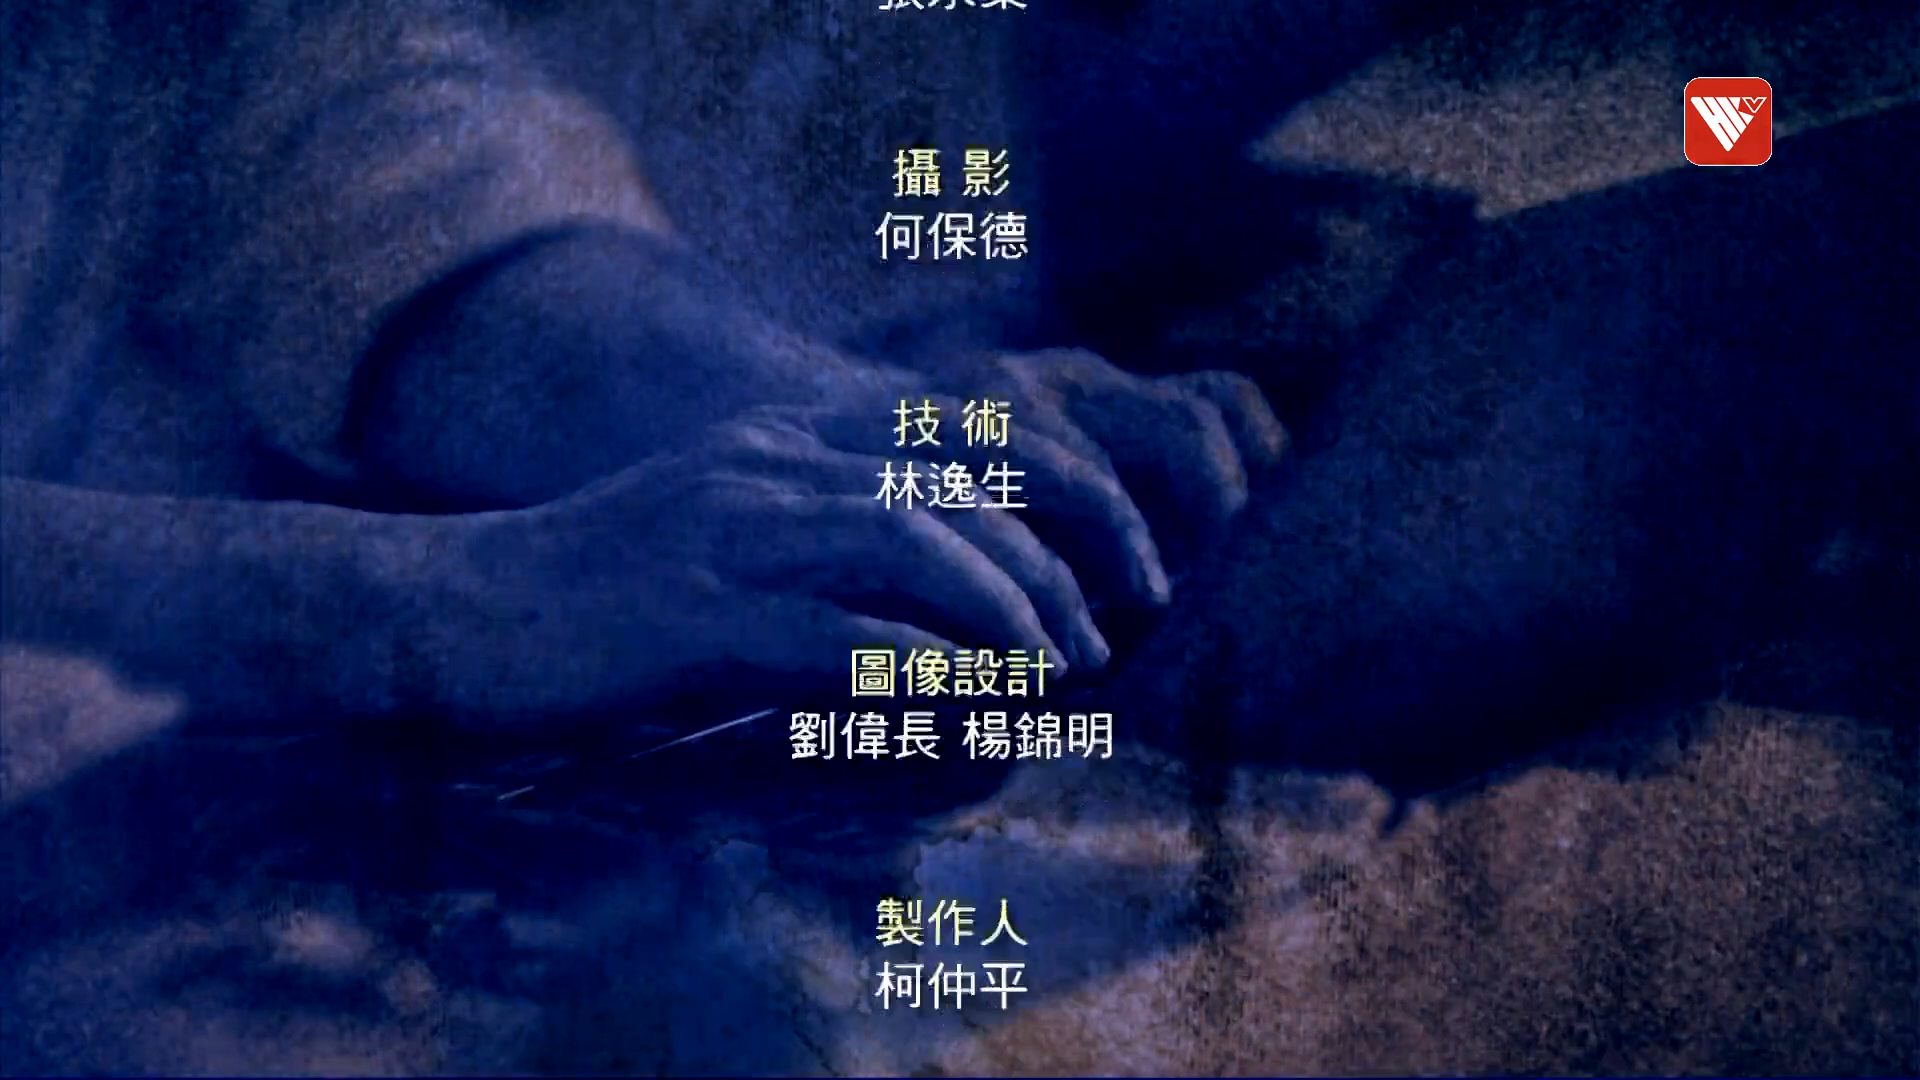 攝 影
何保德
技 術
林逸生
圖像設計
劉偉長 楊錦明
製作人
柯仲平